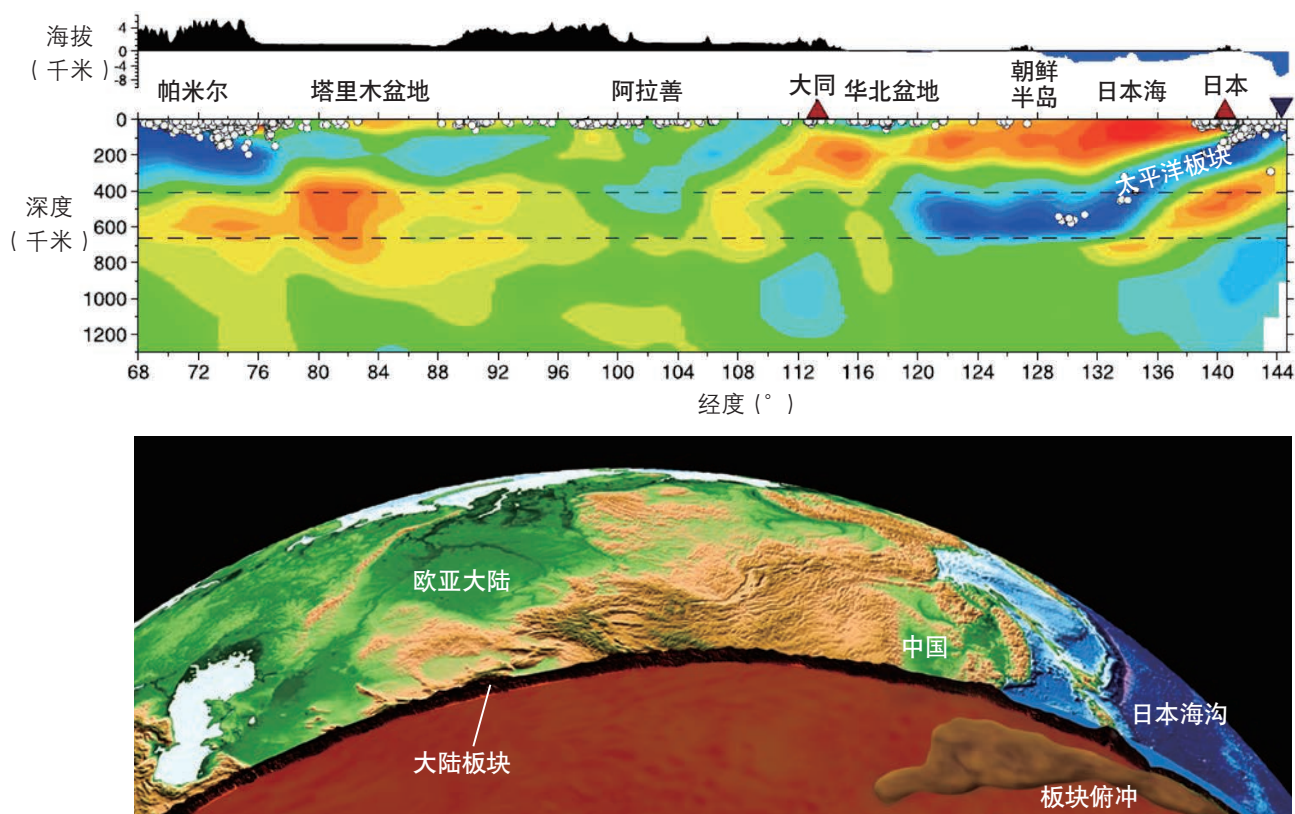 海拔
(千米)
4
0
-4
-8
帕米尔 塔里木盆地 阿拉善 大同 华北盆地 朝鲜 日本海 日本
半岛
0
200
400
600
800
1000
1200
深度
(千米)
太平洋板块
68 72 76 80 84 88 92 96 100 104 108 112 116 120 124 128 132 136 140 144
经度(°)
欧亚大陆
中国
日本海沟
大陆板块
板块俯冲